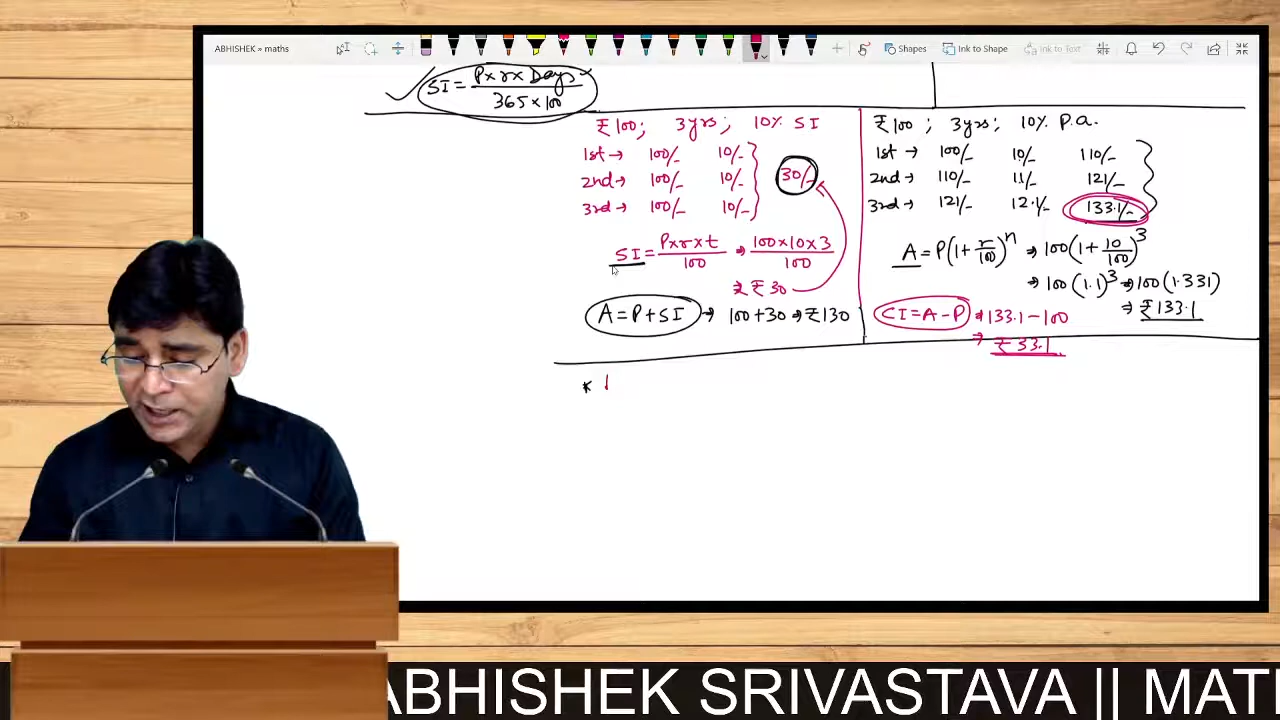 ABHISHEK » maths
Shapes
Ink to Shape
Ink to Text
SI = P×r×Days / 365×100
₹100; 3yrs; 10% SI
1st → 100/- 10/-
2nd → 100/- 10/-
3rd → 100/- 10/-
30/-
SI = P×r×t / 100 → 100×10×3 / 100
₹ 30
A = P + SI → 100+30 → ₹130
₹100; 3yrs; 10% P.a.
1st → 100/- 10/- 110/-
2nd → 110/- 11/- 121/-
3rd → 121/- 12.1/- 133.1/-
A = P(1+r/100)^n → 100(1+10/100)^3
→ 100(1.1)^3 → 100(1.331)
→ ₹133.1
CI = A-P → 133.1-100
→ ₹33.1
*
ABHISHEK SRIVASTAVA || MATI